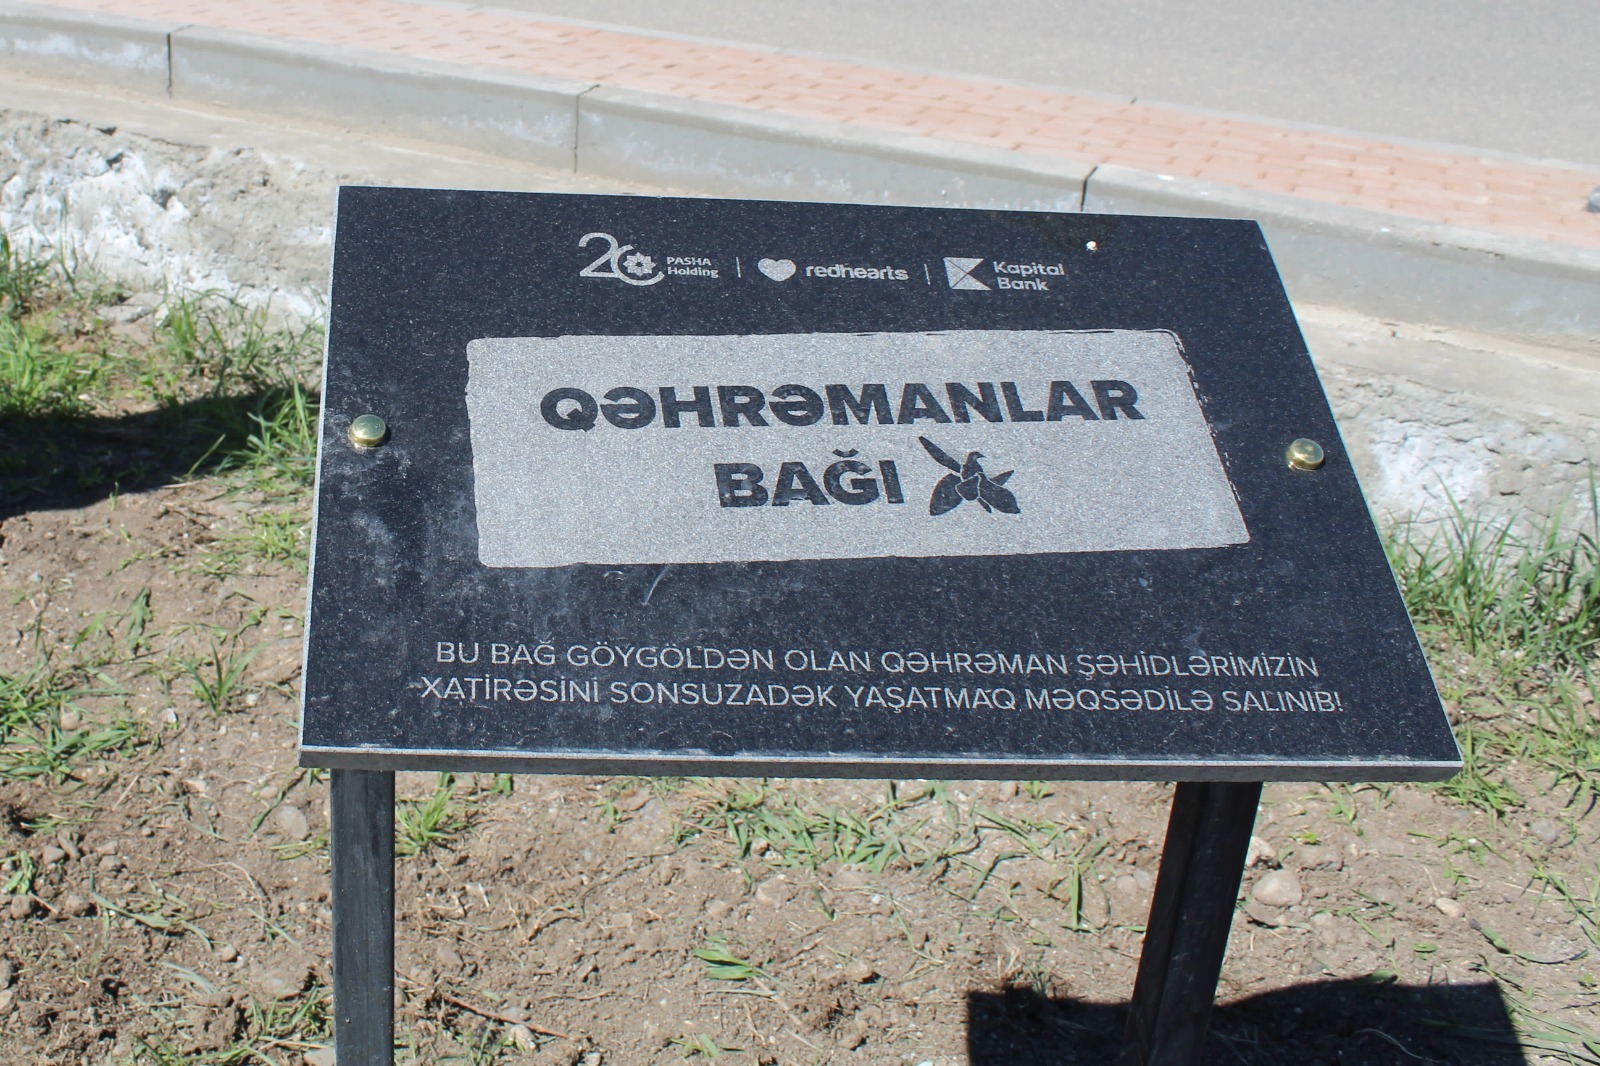 20 PASHA Holding | redhearts | Kapital Bank
QƏHRƏMANLAR
BAĞI
BU BAĞ GÖYGÖLDƏN OLAN QƏHRƏMAN ŞƏHİDLƏRİMİZİN
XATİRƏSİNİ SONSUZADƏK YAŞATMAQ MƏQSƏDİLƏ SALINIB!